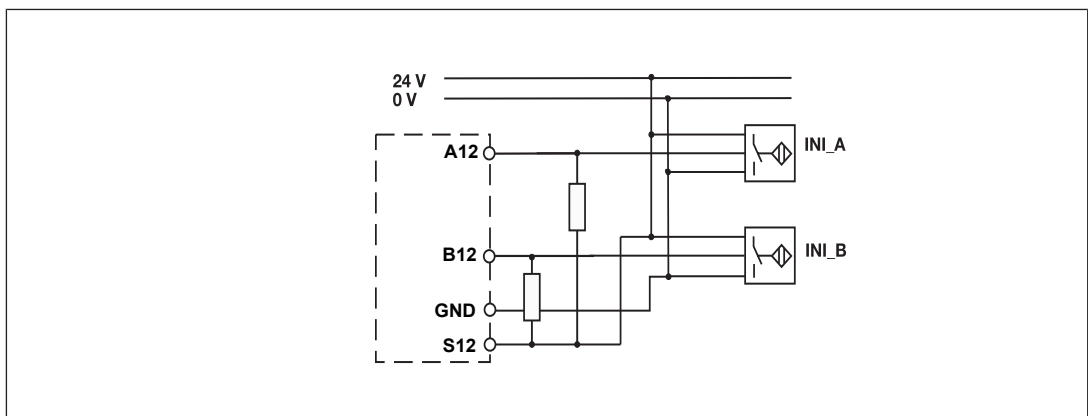 24 V
0 V
A12
INI_A
B12
INI_B
GND
S12